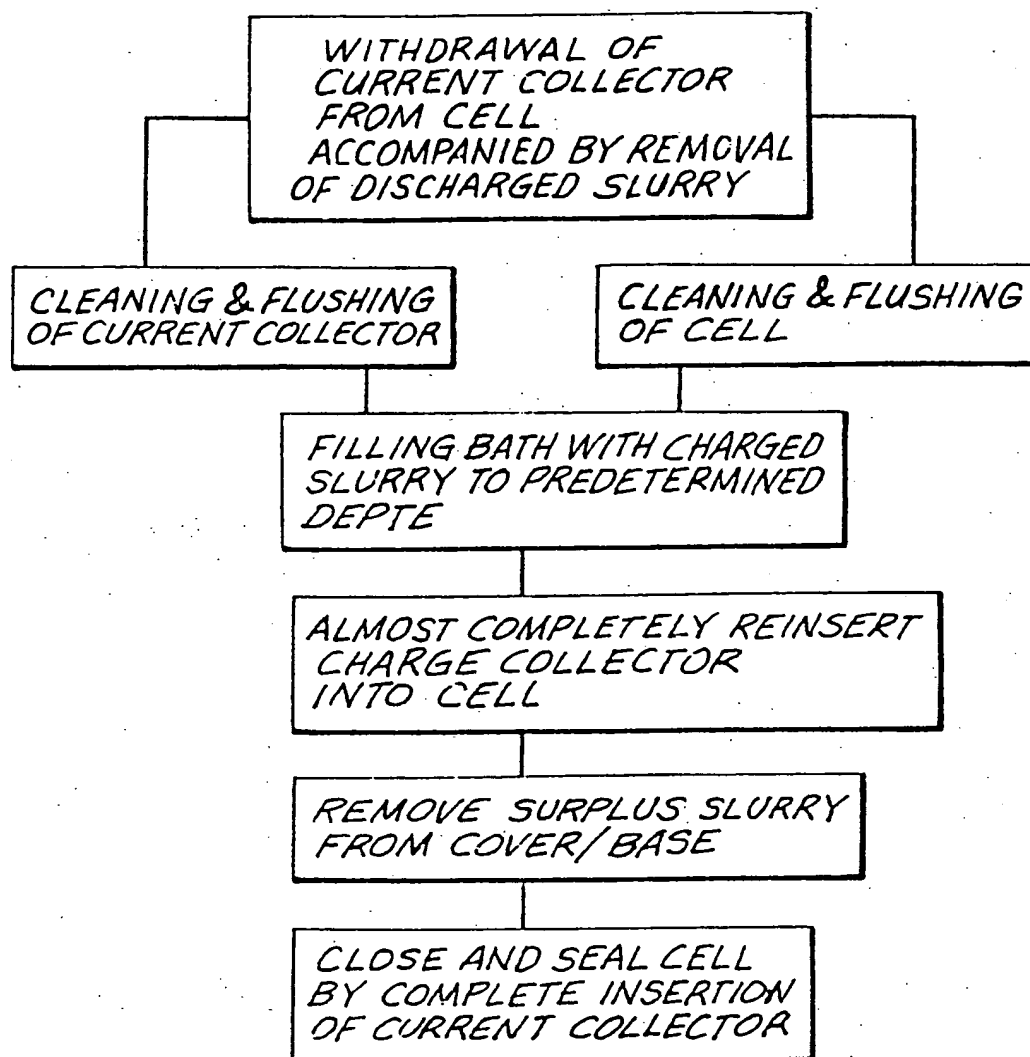 WITHDRAWAL OF
CURRENT COLLECTOR
FROM CELL
ACCOMPANIED BY REMOVAL
OF DISCHARGED SLURRY
CLEANING & FLUSHING
OF CURRENT COLLECTOR
CLEANING & FLUSHING
OF CELL
FILLING BATH WITH CHARGED
SLURRY TO PREDETERMINED
DEPTE
ALMOST COMPLETELY REINSERT
CHARGE COLLECTOR
INTO CELL
REMOVE SURPLUS SLURRY
FROM COVER/BASE
CLOSE AND SEAL CELL
BY COMPLETE INSERTION
OF CURRENT COLLECTOR